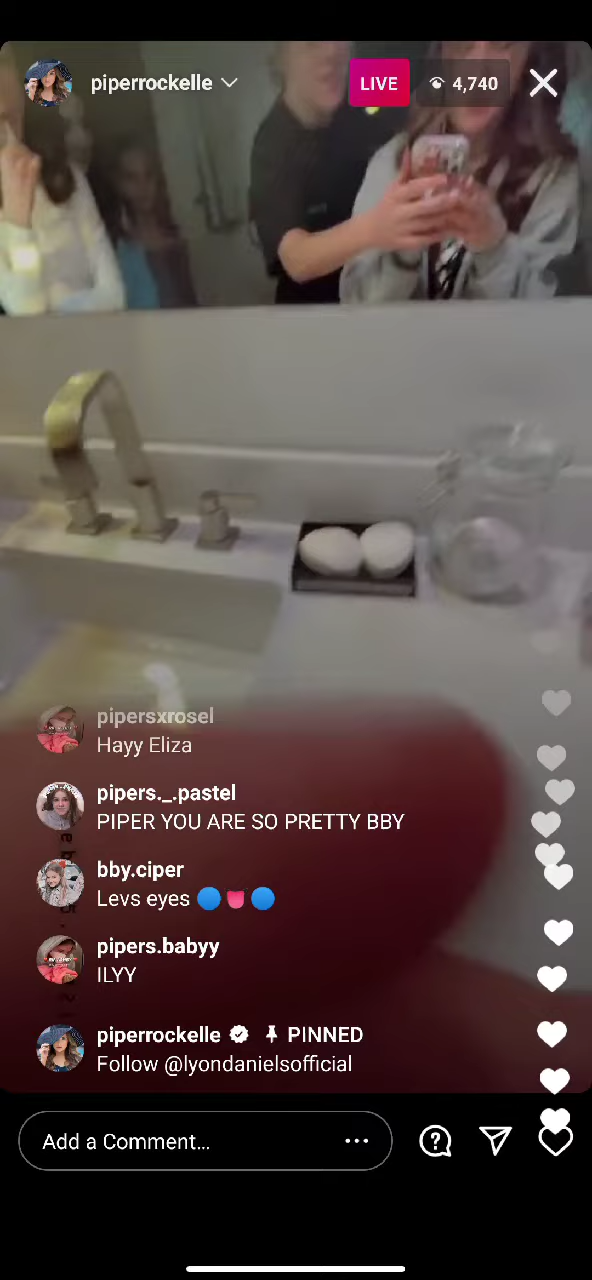 piperrockelle
LIVE
4,740
pipersxrosel
Hayy Eliza
pipers._.pastel
PIPER YOU ARE SO PRETTY BBY
bby.ciper
Levs eyes 🔵👅🔵
pipers.babyy
ILYY
piperrockelle PINNED
Follow @lyondanielsofficial
Add a Comment...